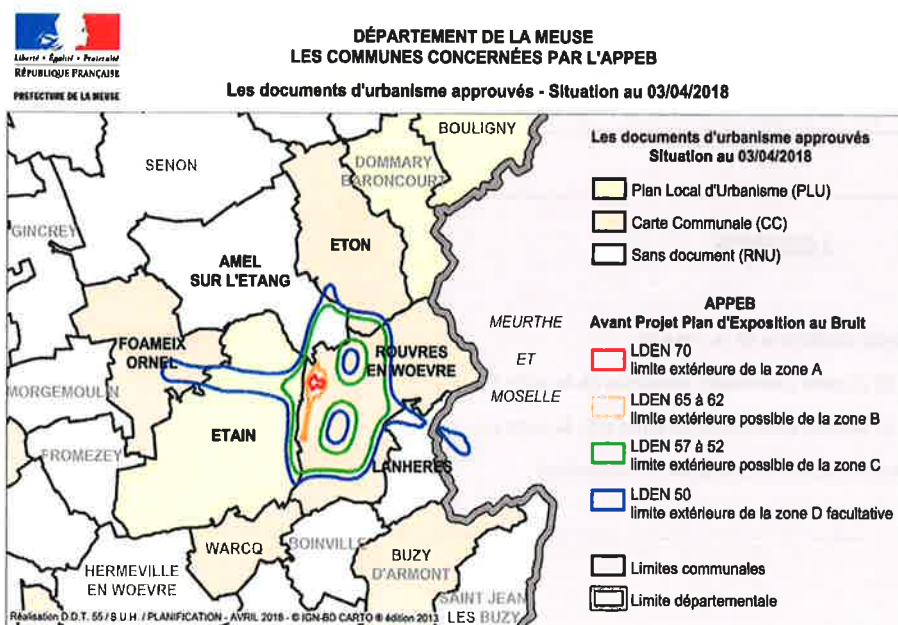 Liberté • Égalité • Fraternité
RÉPUBLIQUE FRANÇAISE
PREFECTURE DE LA MEUSE
DÉPARTEMENT DE LA MEUSE
LES COMMUNES CONCERNÉES PAR L'APPEB
Les documents d'urbanisme approuvés - Situation au 03/04/2018
BOULIGNY
SENON
DOMMARY
BARONCOURT
GINCREY
ETON
AMEL
SUR L'ETANG
FOAMEIX
ORNEL
ROUVRES
EN WOEVRE
MORGEMOULIN
ETAIN
FROMEZEY
LANHERES
WARCQ
BOINVILLE
BUZY
D'ARMONT
HERMEVILLE
EN WOEVRE
SAINT JEAN
LES BUZY
MEURTHE
ET
MOSELLE
Réalisation D.D.T. 55 / S U H / PLANIFICATION - AVRIL 2018 - © IGN-BD CARTO ® édition 2013
Les documents d'urbanisme approuvés
Situation au 03/04/2018
Plan Local d'Urbanisme (PLU)
Carte Communale (CC)
Sans document (RNU)
APPEB
Avant Projet Plan d'Exposition au Bruit
LDEN 70
limite extérieure de la zone A
LDEN 65 à 62
limite extérieure possible de la zone B
LDEN 57 à 52
limite extérieure possible de la zone C
LDEN 50
limite extérieure de la zone D facultative
Limites communales
Limite départementale